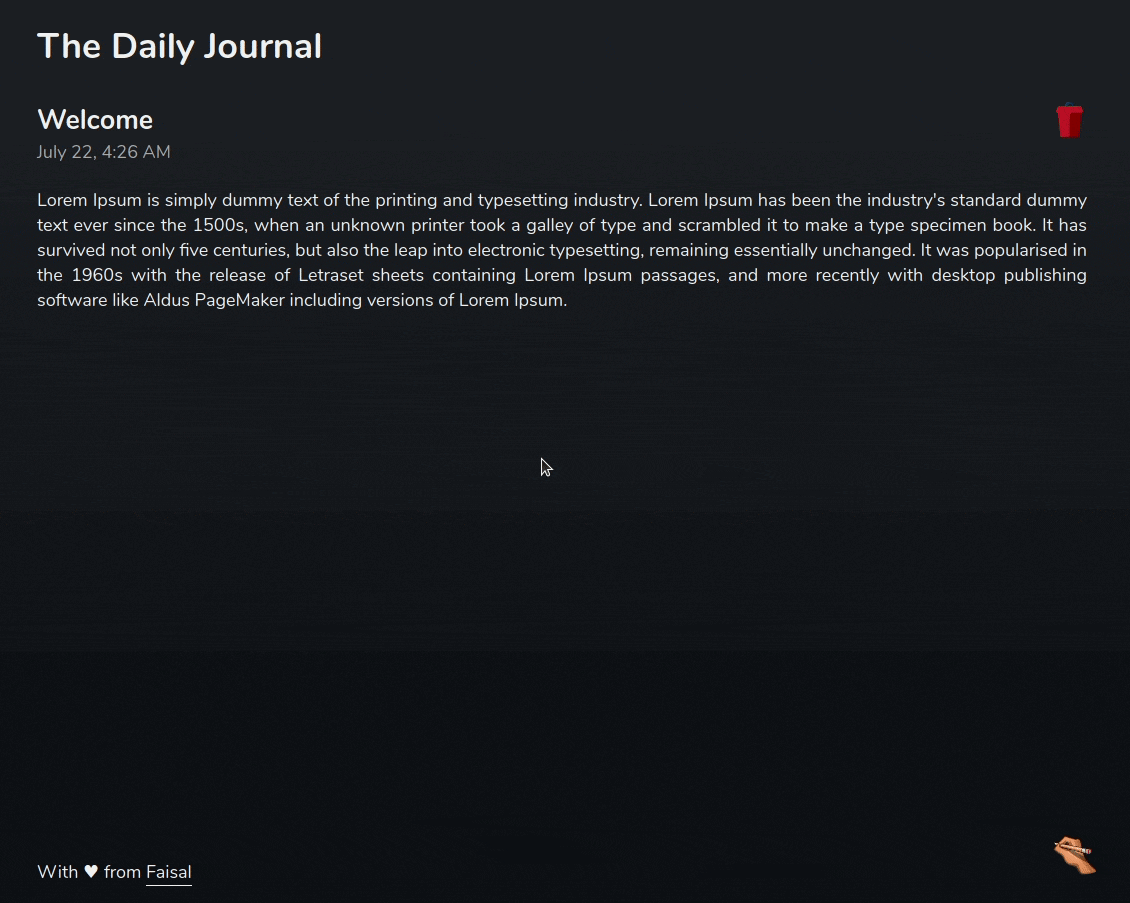 The Daily Journal
Welcome
July 22, 4:26 AM
Lorem Ipsum is simply dummy text of the printing and typesetting industry. Lorem Ipsum has been the industry's standard dummy
text ever since the 1500s, when an unknown printer took a galley of type and scrambled it to make a type specimen book. It has
survived not only five centuries, but also the leap into electronic typesetting, remaining essentially unchanged. It was popularised in
the 1960s with the release of Letraset sheets containing Lorem Ipsum passages, and more recently with desktop publishing
software like Aldus PageMaker including versions of Lorem Ipsum.
With ♥ from Faisal